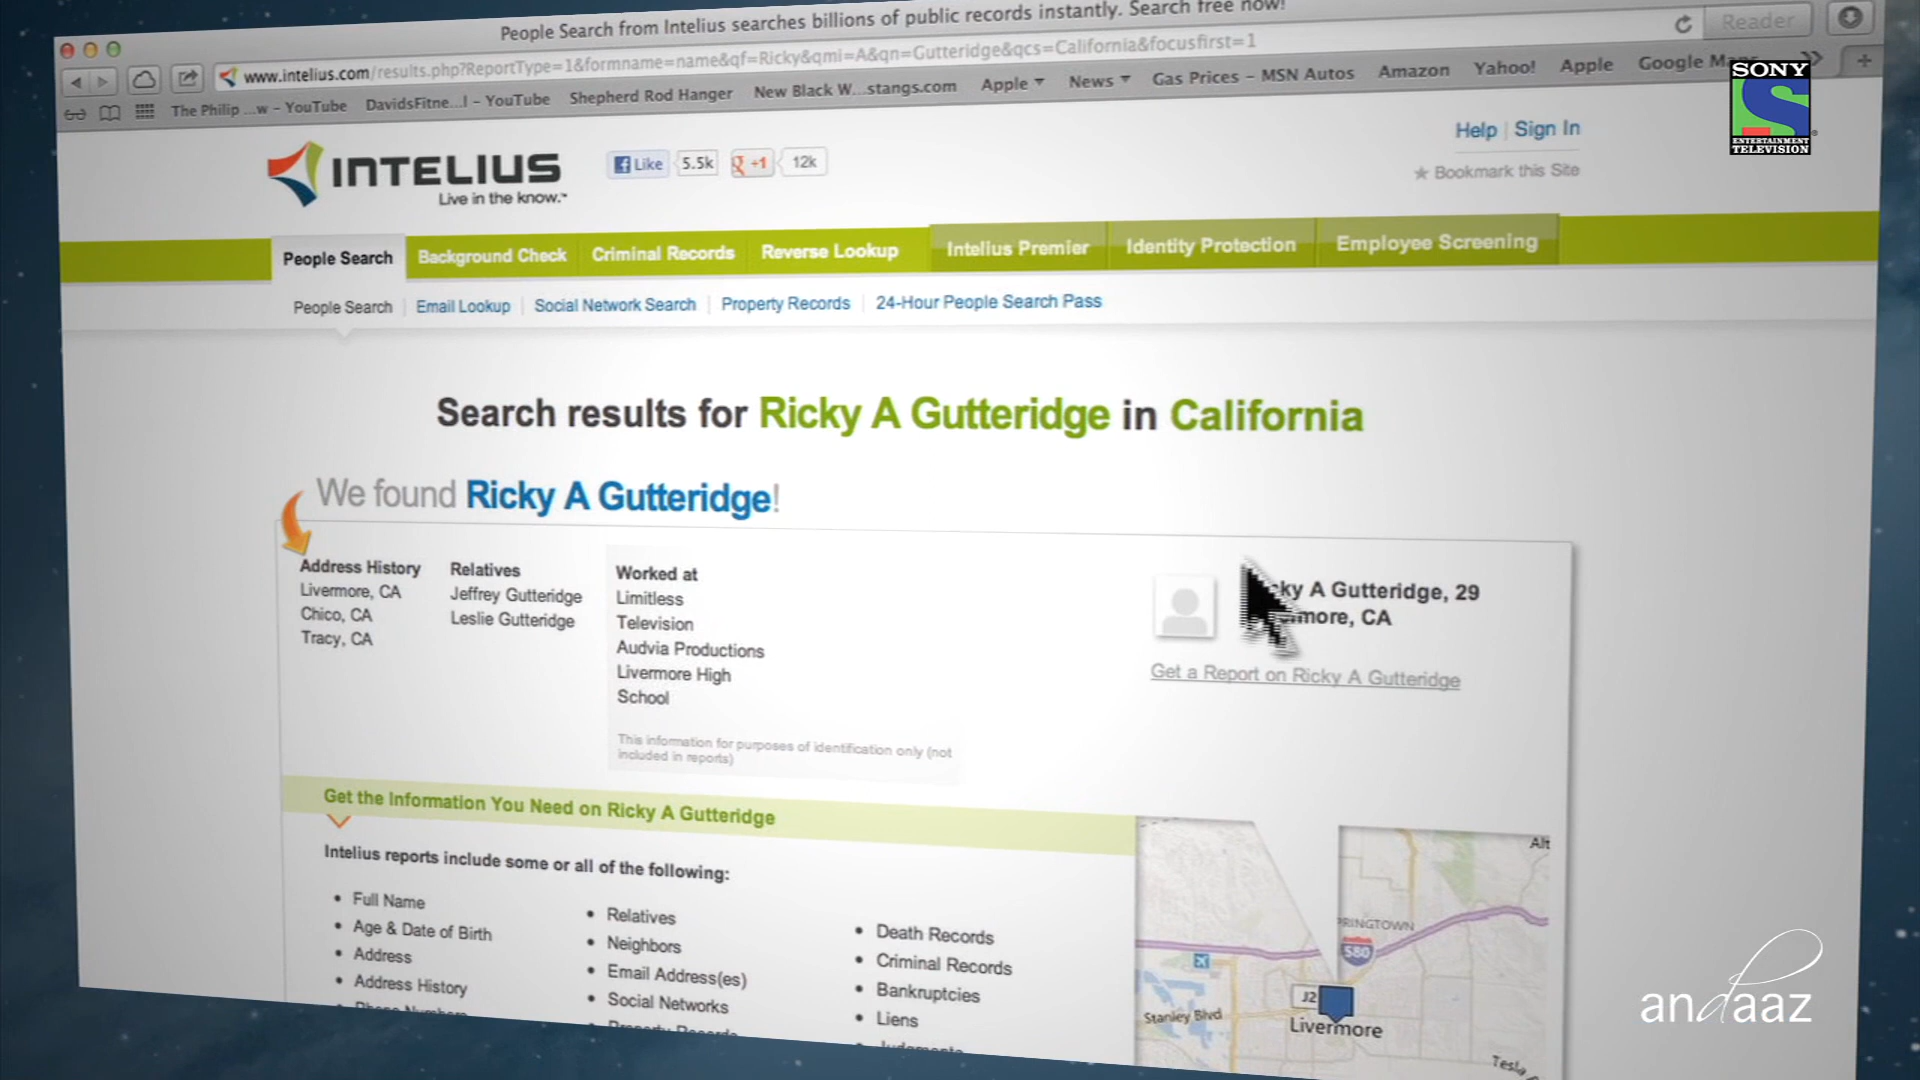 People Search from Intelius searches billions of public records instantly. Search free now!
www.intelius.com/results.php?ReportType=1&formname=name&qf=Ricky&qmi=A&qn=Gutteridge&qcs=California&focusfirst=1
Reader
The Philip ...w - YouTube DavidsFitne...l - YouTube Shepherd Rod Hanger New Black W...stangs.com Apple News Gas Prices - MSN Autos Amazon Yahoo! Apple Google
SONY
ENTERTAINMENT
TELEVISION
INTELIUS
Live in the know.™
Like 5.5k +1 12k
Help | Sign In
Bookmark this Site
People Search Background Check Criminal Records Reverse Lookup Intelius Premier Identity Protection Employee Screening
People Search | Email Lookup | Social Network Search | Property Records | 24-Hour People Search Pass
Search results for Ricky A Gutteridge in California
We found Ricky A Gutteridge!
Address History
Livermore, CA
Chico, CA
Tracy, CA
Relatives
Jeffrey Gutteridge
Leslie Gutteridge
Worked at
Limitless
Television
Audvia Productions
Livermore High
School
This information for purposes of identification only (not
included in reports)
ky A Gutteridge, 29
more, CA
Get a Report on Ricky A Gutteridge
Get the Information You Need on Ricky A Gutteridge
Intelius reports include some or all of the following:
• Full Name
• Age & Date of Birth
• Address
• Address History
• Relatives
• Neighbors
• Email Address(es)
• Social Networks
• Property Records
• Death Records
• Criminal Records
• Bankruptcies
• Liens
Alt
SPRINGTOWN
580
J2
Stanley Blvd
Livermore
Tesla
andaaz